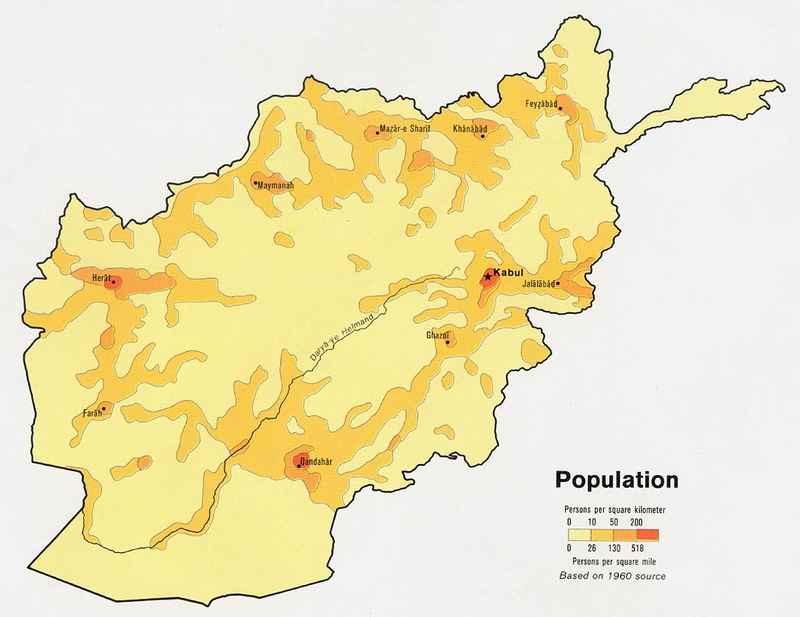 Feyẕābād
Mazār-e Sharīf
Khānābād
Maymanah
Kabul
Herāt
Jalālābād
Daryā-ye Helmand
Ghaznī
Farāh
Qandahār
Population
Persons per square kilometer
0 10 50 200
0 26 130 518
Persons per square mile
Based on 1960 source